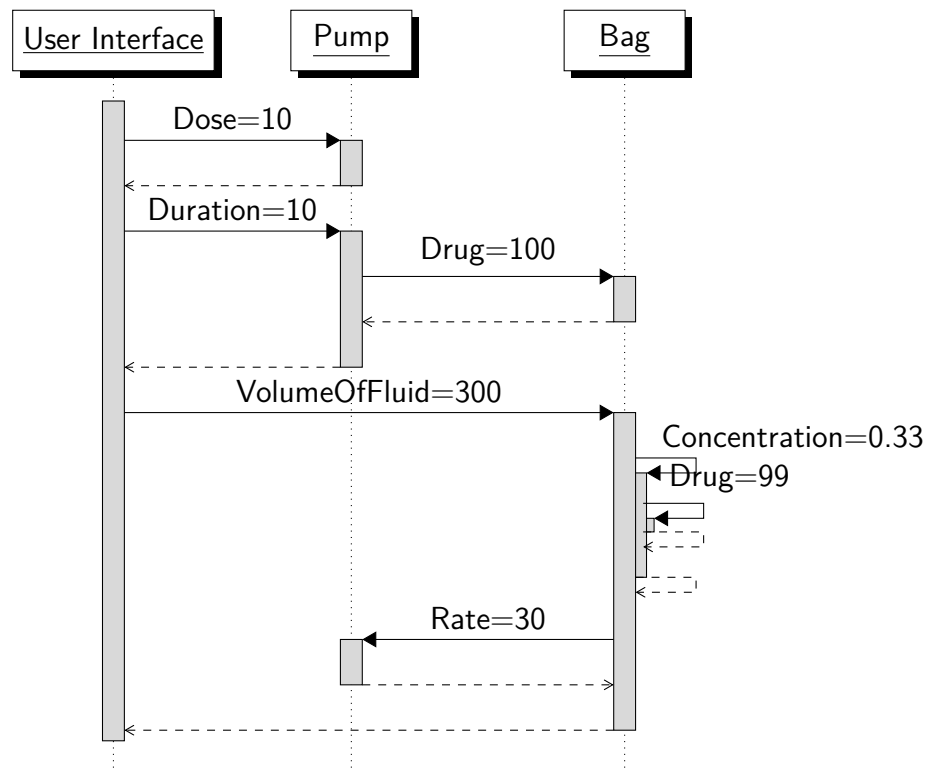 User Interface
Pump
Bag
Dose=10
Duration=10
Drug=100
VolumeOfFluid=300
Concentration=0.33
Drug=99
Rate=30